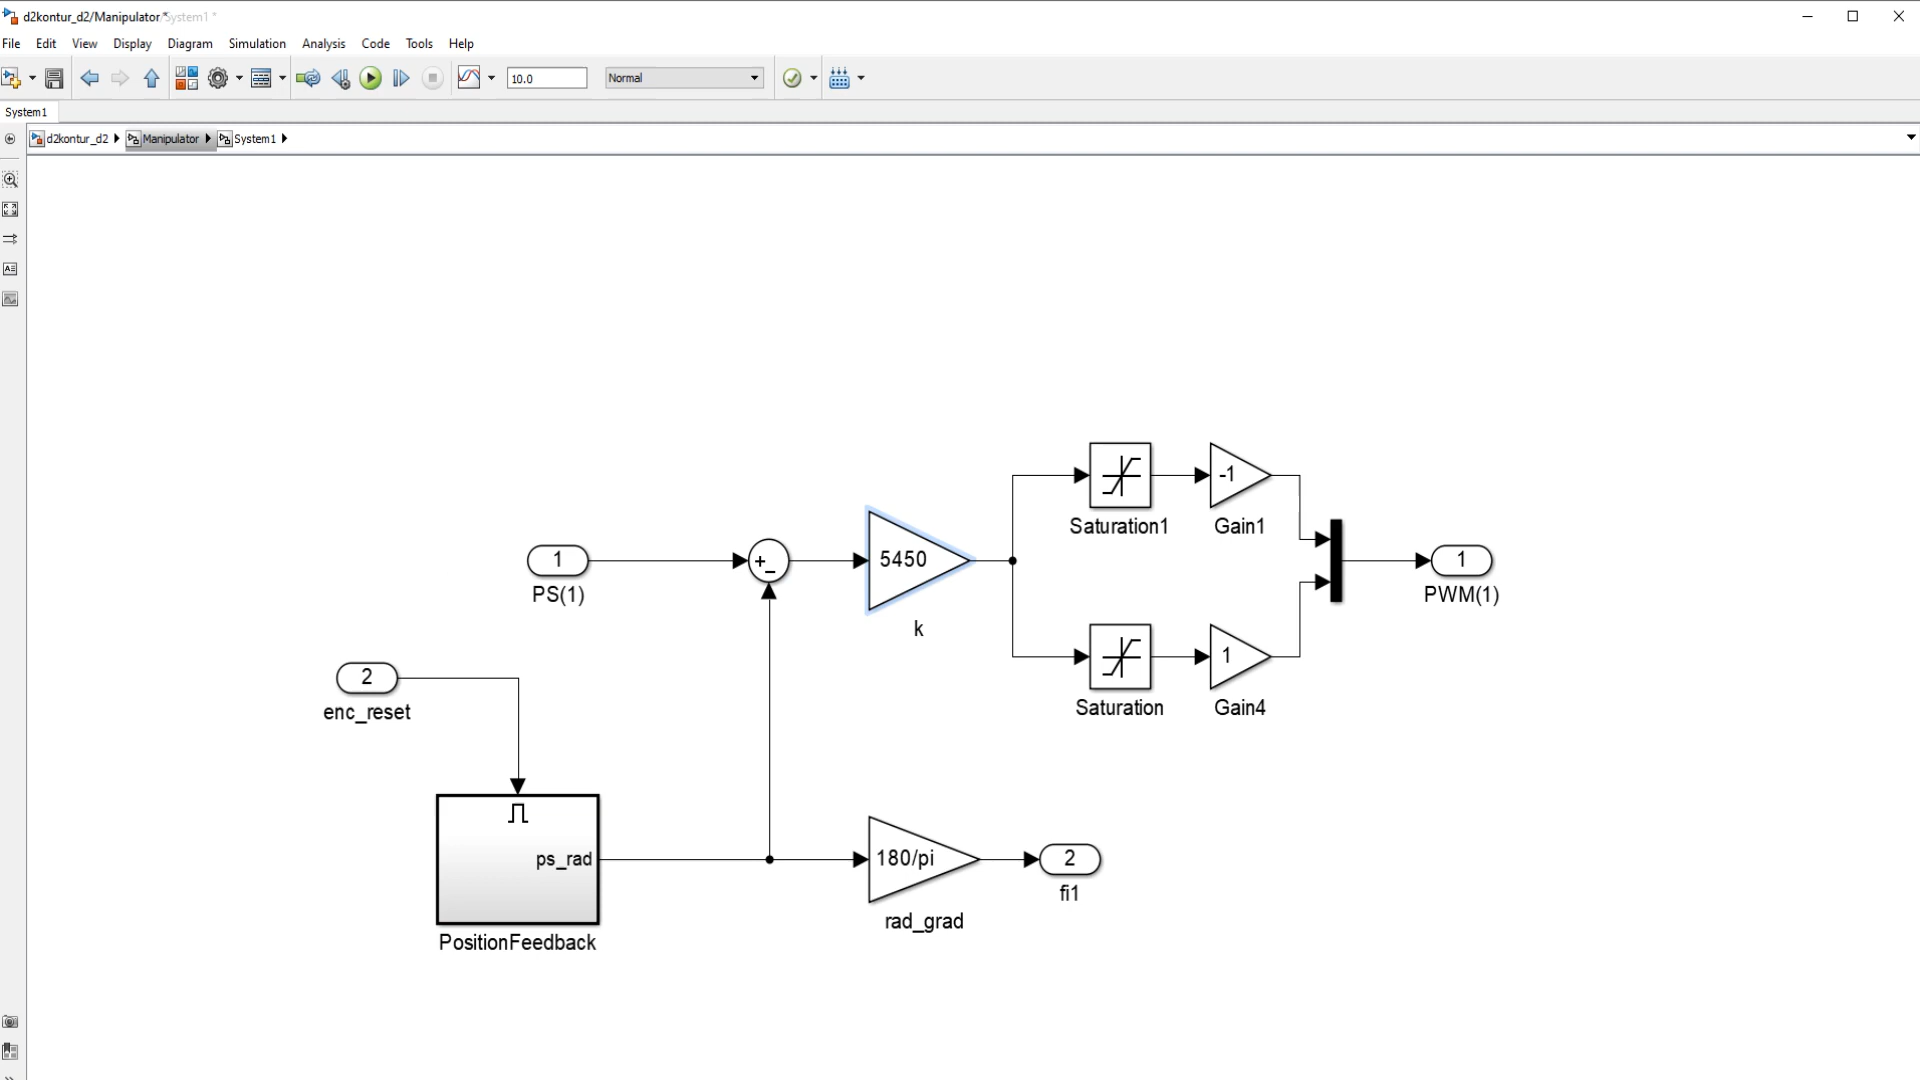 d2kontur_d2/Manipulator*/System1 *
File Edit View Display Diagram Simulation Analysis Code Tools Help
10.0 Normal
System1
d2kontur_d2 Manipulator System1
-1
Saturation1 Gain1
1 +_ 5450 1
PS(1) PWM(1)
k
1
2
enc_reset Saturation Gain4
ps_rad 180/pi 2
fi1
rad_grad
PositionFeedback